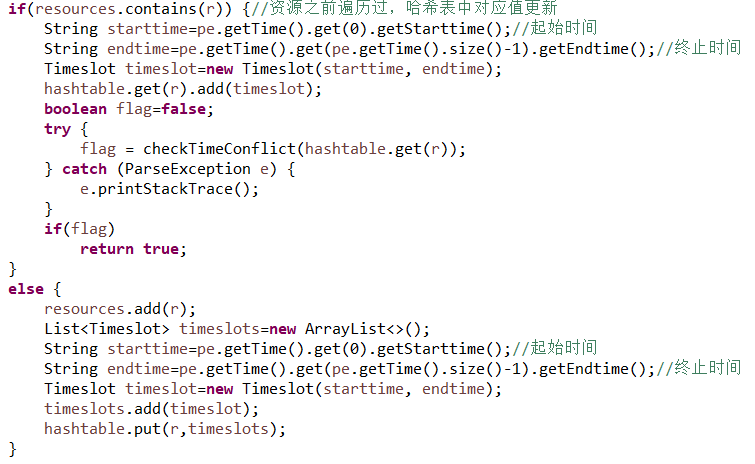 if(resources.contains(r)) {//资源之前遍历过，哈希表中对应值更新
    String starttime=pe.getTime().get(0).getStarttime();//起始时间
    String endtime=pe.getTime().get(pe.getTime().size()-1).getEndtime();//终止时间
    Timeslot timeslot=new Timeslot(starttime, endtime);
    hashtable.get(r).add(timeslot);
    boolean flag=false;
    try {
        flag = checkTimeConflict(hashtable.get(r));
    } catch (ParseException e) {
        e.printStackTrace();
    }
    if(flag)
        return true;
}
else {
    resources.add(r);
    List<Timeslot> timeslots=new ArrayList<>();
    String starttime=pe.getTime().get(0).getStarttime();//起始时间
    String endtime=pe.getTime().get(pe.getTime().size()-1).getEndtime();//终止时间
    Timeslot timeslot=new Timeslot(starttime, endtime);
    timeslots.add(timeslot);
    hashtable.put(r,timeslots);
}